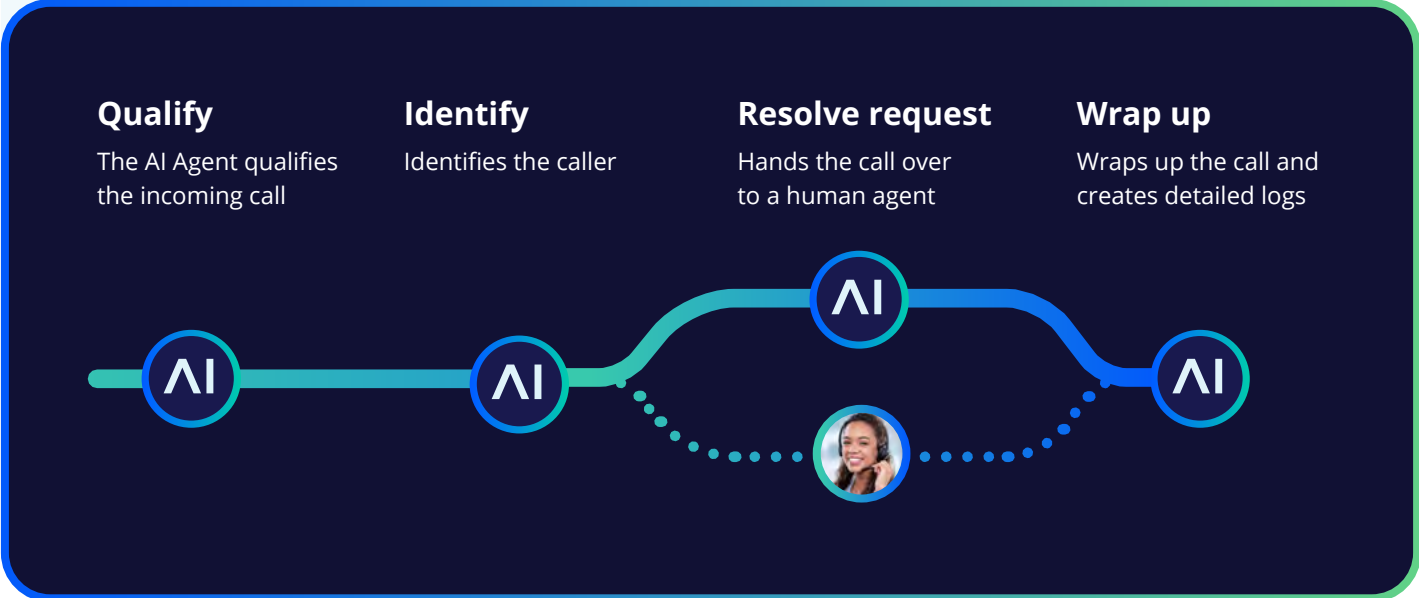 Qualify
The AI Agent qualifies
the incoming call
Identify
Identifies the caller
Resolve request
Hands the call over
to a human agent
Wrap up
Wraps up the call and
creates detailed logs
AI
AI
AI
AI